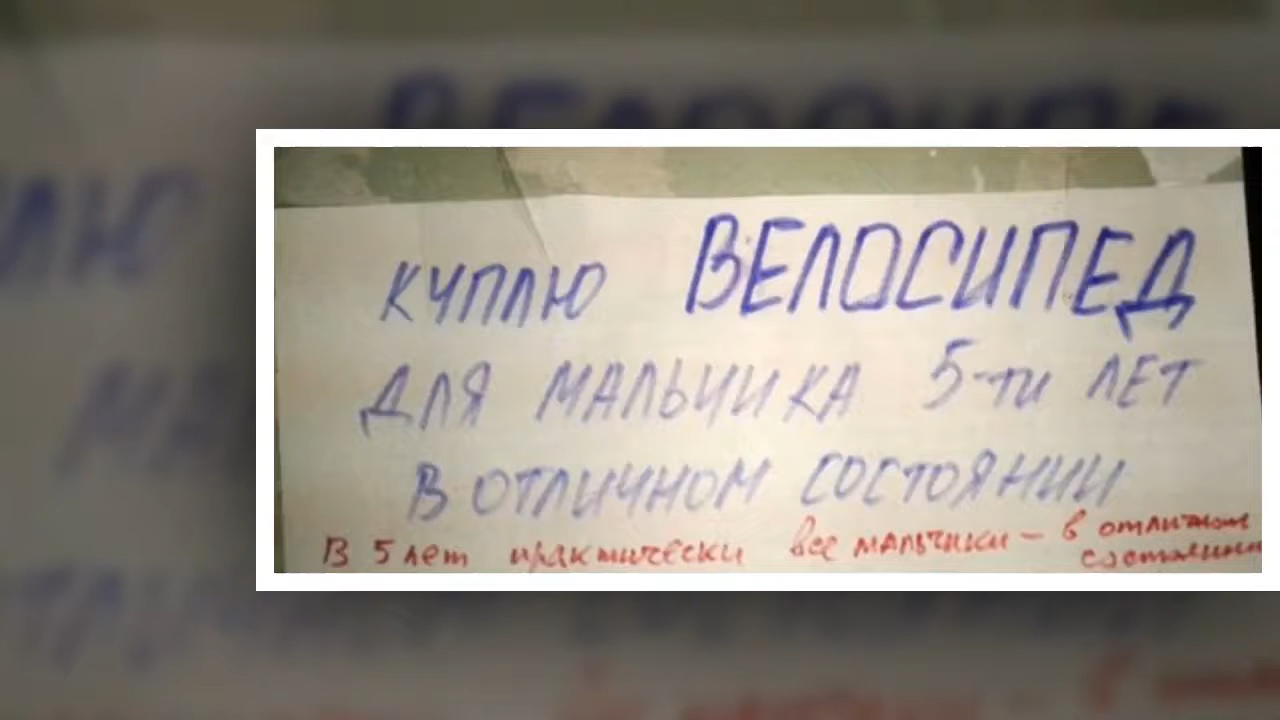 КУПЛЮ ВЕЛОСИПЕД
ДЛЯ МАЛЬЧИКА 5-ти ЛЕТ
В ОТЛИЧНОМ СОСТОЯНИИ
В 5 лет практически все мальчики – в отличном
состоянии